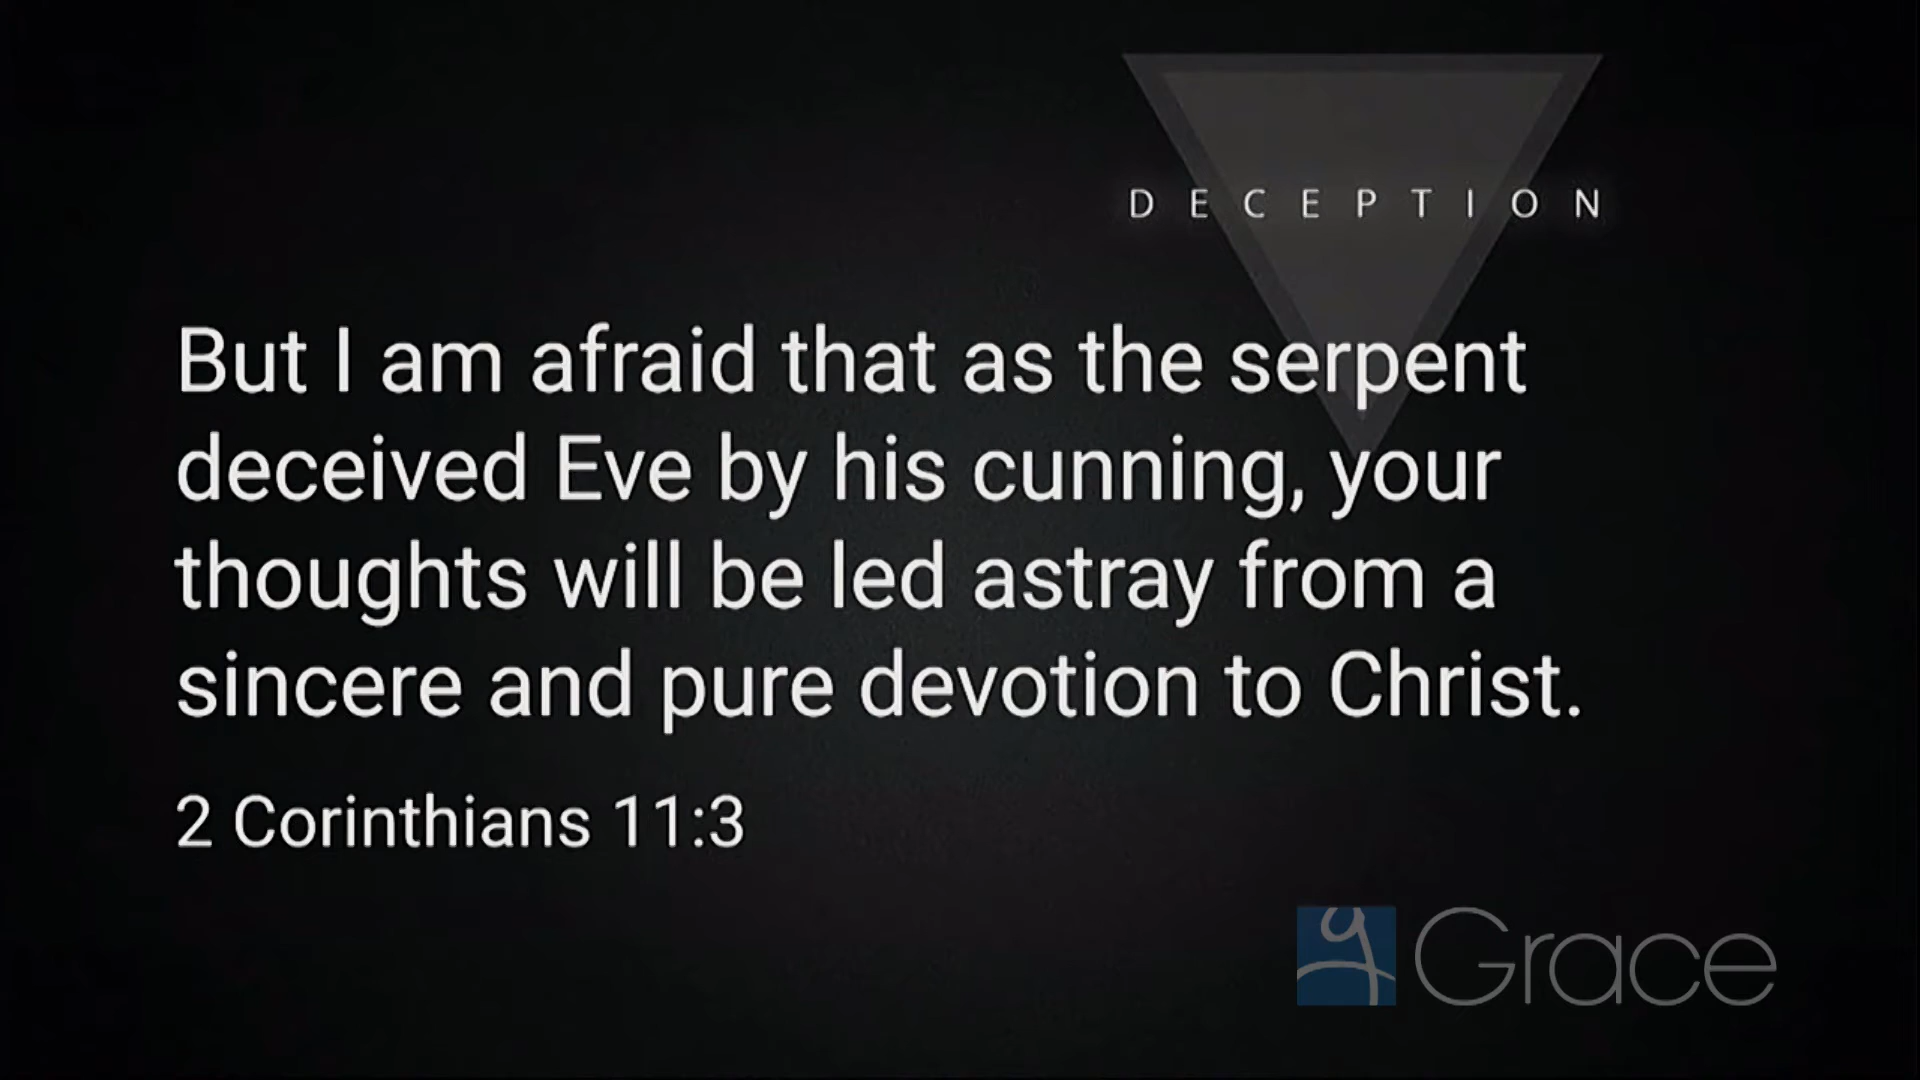 DECEPTION
But I am afraid that as the serpent
deceived Eve by his cunning, your
thoughts will be led astray from a
sincere and pure devotion to Christ.
2 Corinthians 11:3
Grace